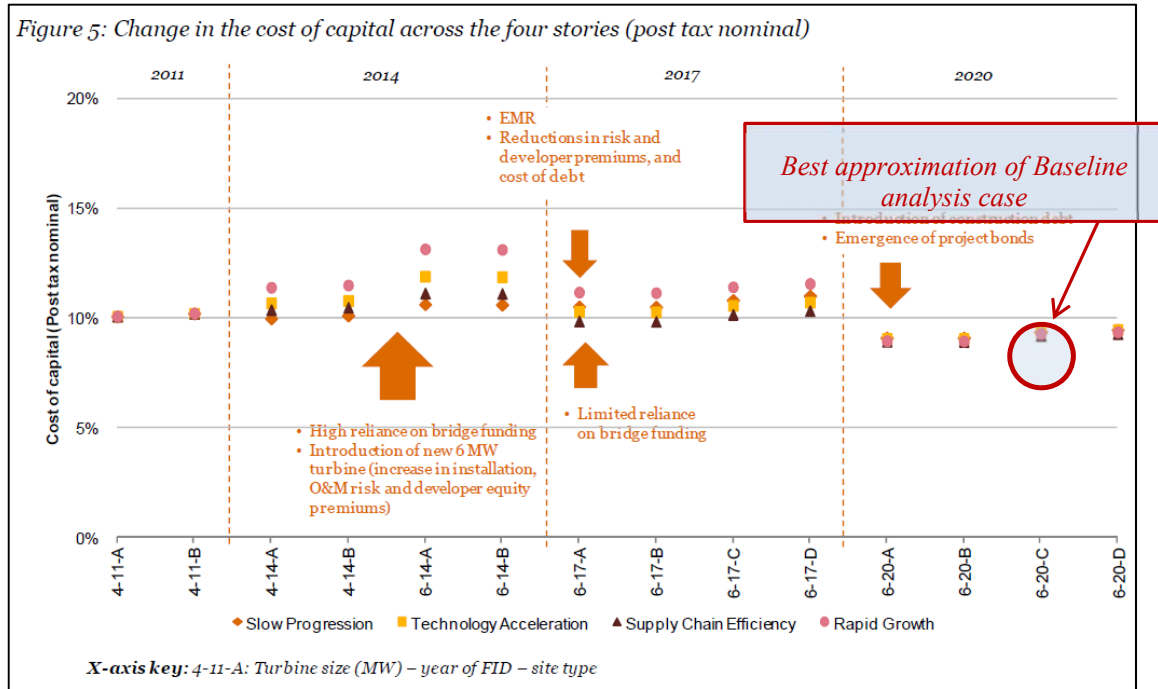 Figure 5: Change in the cost of capital across the four stories (post tax nominal)
2011 2014 2017 2020
20%
15%
10%
5%
0%
Cost of capital (Post tax nominal)
• EMR
• Reductions in risk and
developer premiums, and
cost of debt
Best approximation of Baseline
analysis case
• Introduction of construction debt
• Emergence of project bonds
• High reliance on bridge funding
• Introduction of new 6 MW
turbine (increase in installation,
O&M risk and developer equity
premiums)
• Limited reliance
on bridge funding
4-11-A
4-11-B
4-14-A
4-14-B
6-14-A
6-14-B
6-17-A
6-17-B
6-17-C
6-17-D
6-20-A
6-20-B
6-20-C
6-20-D
Slow Progression Technology Acceleration Supply Chain Efficiency Rapid Growth
X-axis key: 4-11-A: Turbine size (MW) – year of FID – site type